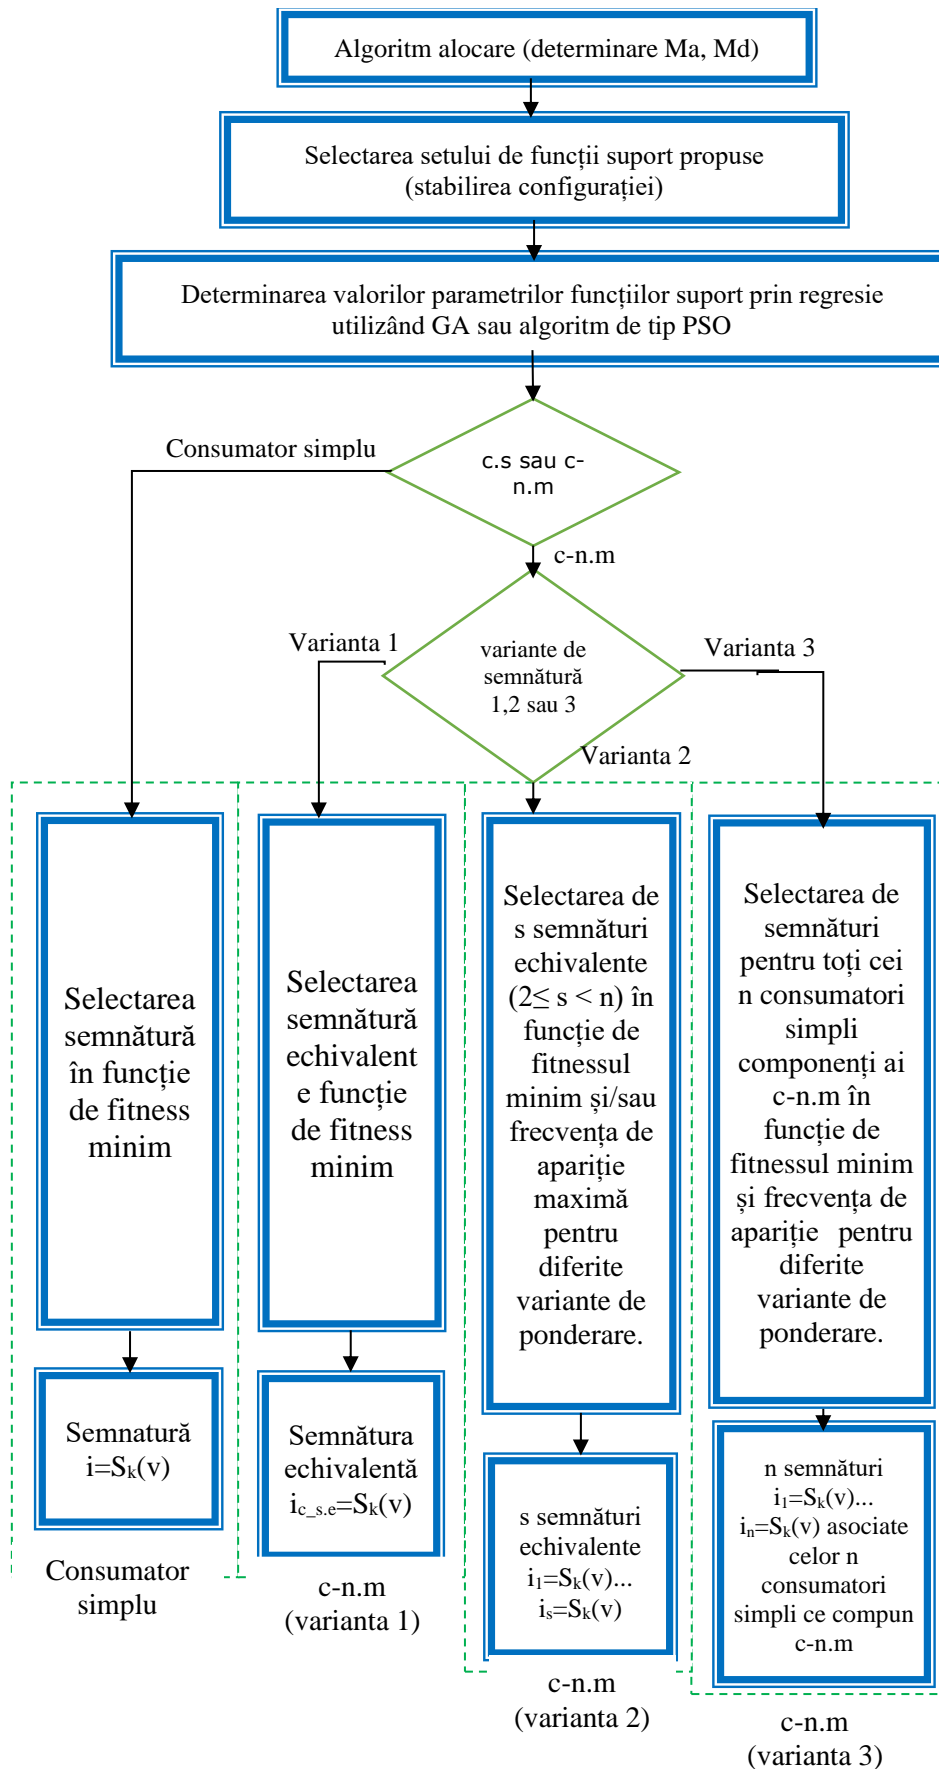 Algoritm alocare (determinare Ma, Md)
Selectarea setului de funcții suport propuse
(stabilirea configurației)
Determinarea valorilor parametrilor funcțiilor suport prin regresie
utilizând GA sau algoritm de tip PSO
Consumator simplu
c.s sau c-
n.m
c-n.m
Varianta 1
variante de
semnătură
1,2 sau 3
Varianta 3
Varianta 2
Selectarea
semnătură
în funcție
de fitness
minim
Selectarea
semnătură
echivalent
e funcție
de fitness
minim
Selectarea de
s semnături
echivalente
(2≤ s < n) în
funcție de
fitnessul
minim și/sau
frecvența de
apariție
maximă
pentru
diferite
variante de
ponderare.
Selectarea de
semnături
pentru toți cei
n consumatori
simpli
componenți ai
c-n.m în
funcție de
fitnessul minim
și frecvența de
apariție pentru
diferite
variante de
ponderare.
Semnatură
i=Sk(v)
Semnătura
echivalentă
ic_s.e=Sk(v)
s semnături
echivalente
i1=Sk(v)...
is=Sk(v)
n semnături
i1=Sk(v)...
in=Sk(v) asociate
celor n
consumatori
simpli ce compun
c-n.m
Consumator
simplu
c-n.m
(varianta 1)
c-n.m
(varianta 2)
c-n.m
(varianta 3)